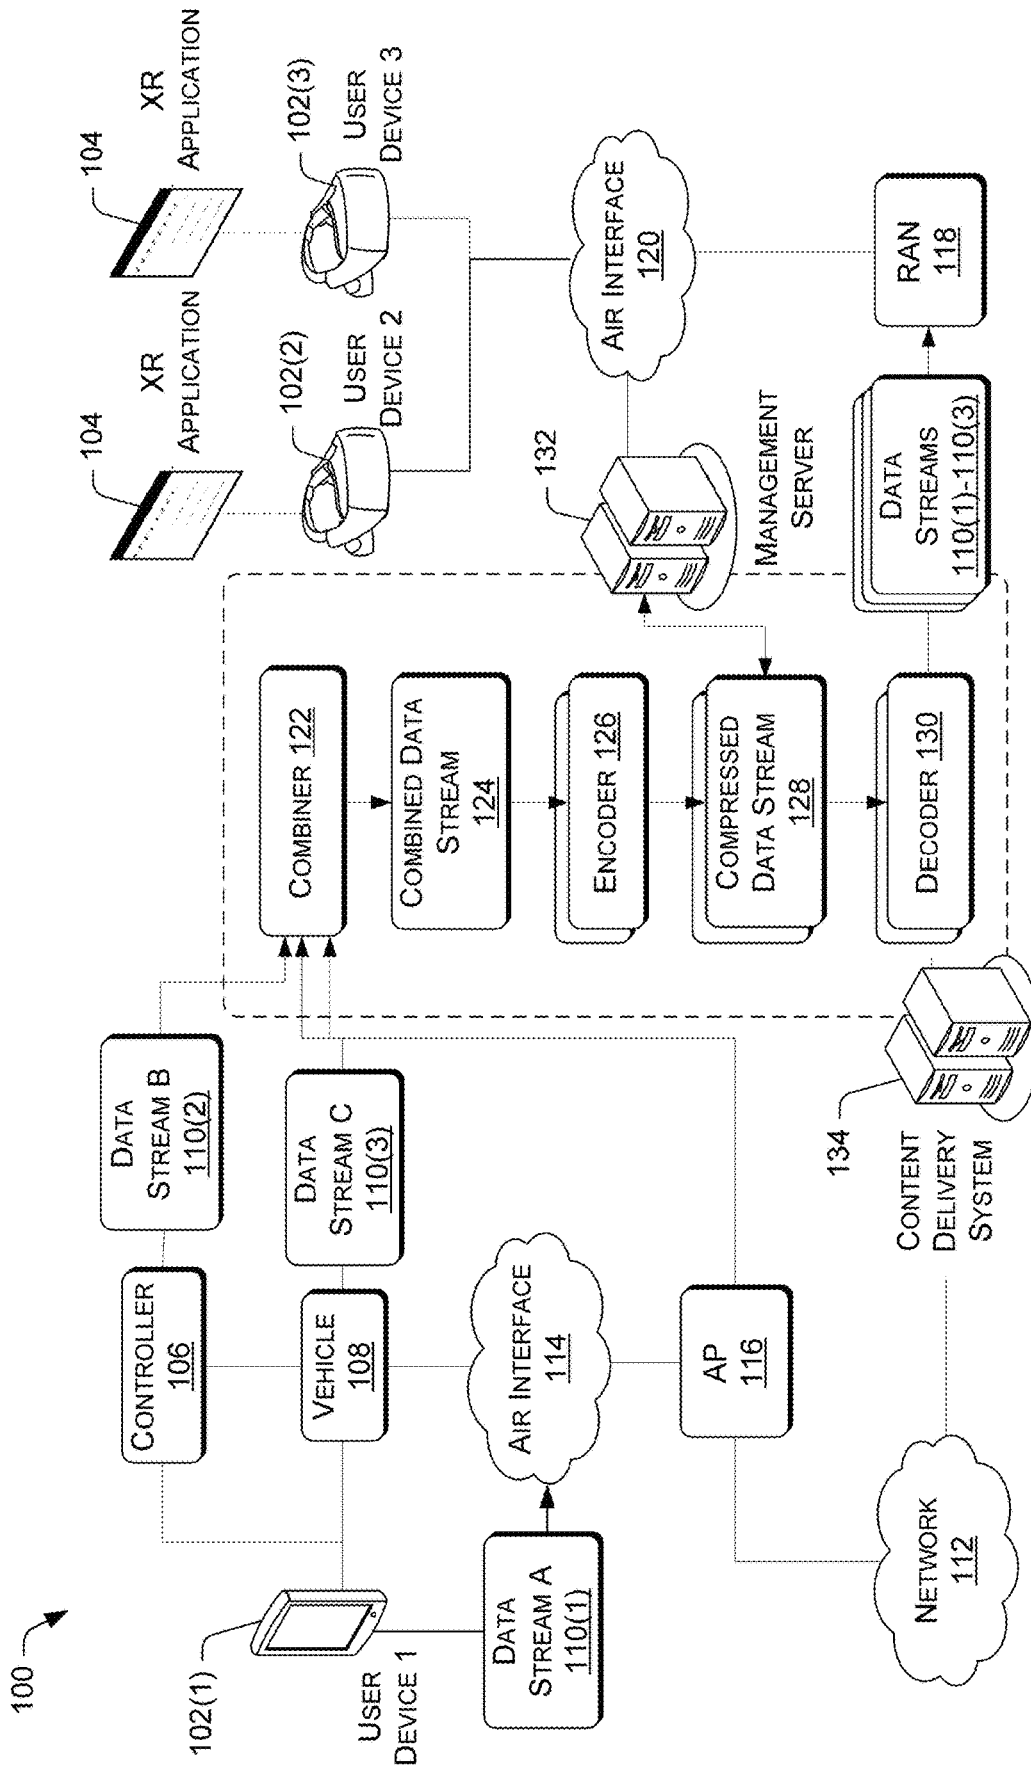 100
102(1)
USER
DEVICE 1
DATA
STREAM A
110(1)
CONTROLLER
106
VEHICLE
108
AIR INTERFACE
114
AP
116
NETWORK
112
DATA
STREAM B
110(2)
DATA
STREAM C
110(3)
134
CONTENT
DELIVERY
SYSTEM
COMBINER 122
COMBINED DATA
STREAM
124
ENCODER 126
COMPRESSED
DATA STREAM
128
DECODER 130
132
MANAGEMENT
SERVER
DATA
STREAMS
110(1)-110(3)
RAN
118
AIR INTERFACE
120
104
XR
APPLICATION
102(2)
USER
DEVICE 2
104
XR
APPLICATION
102(3)
USER
DEVICE 3